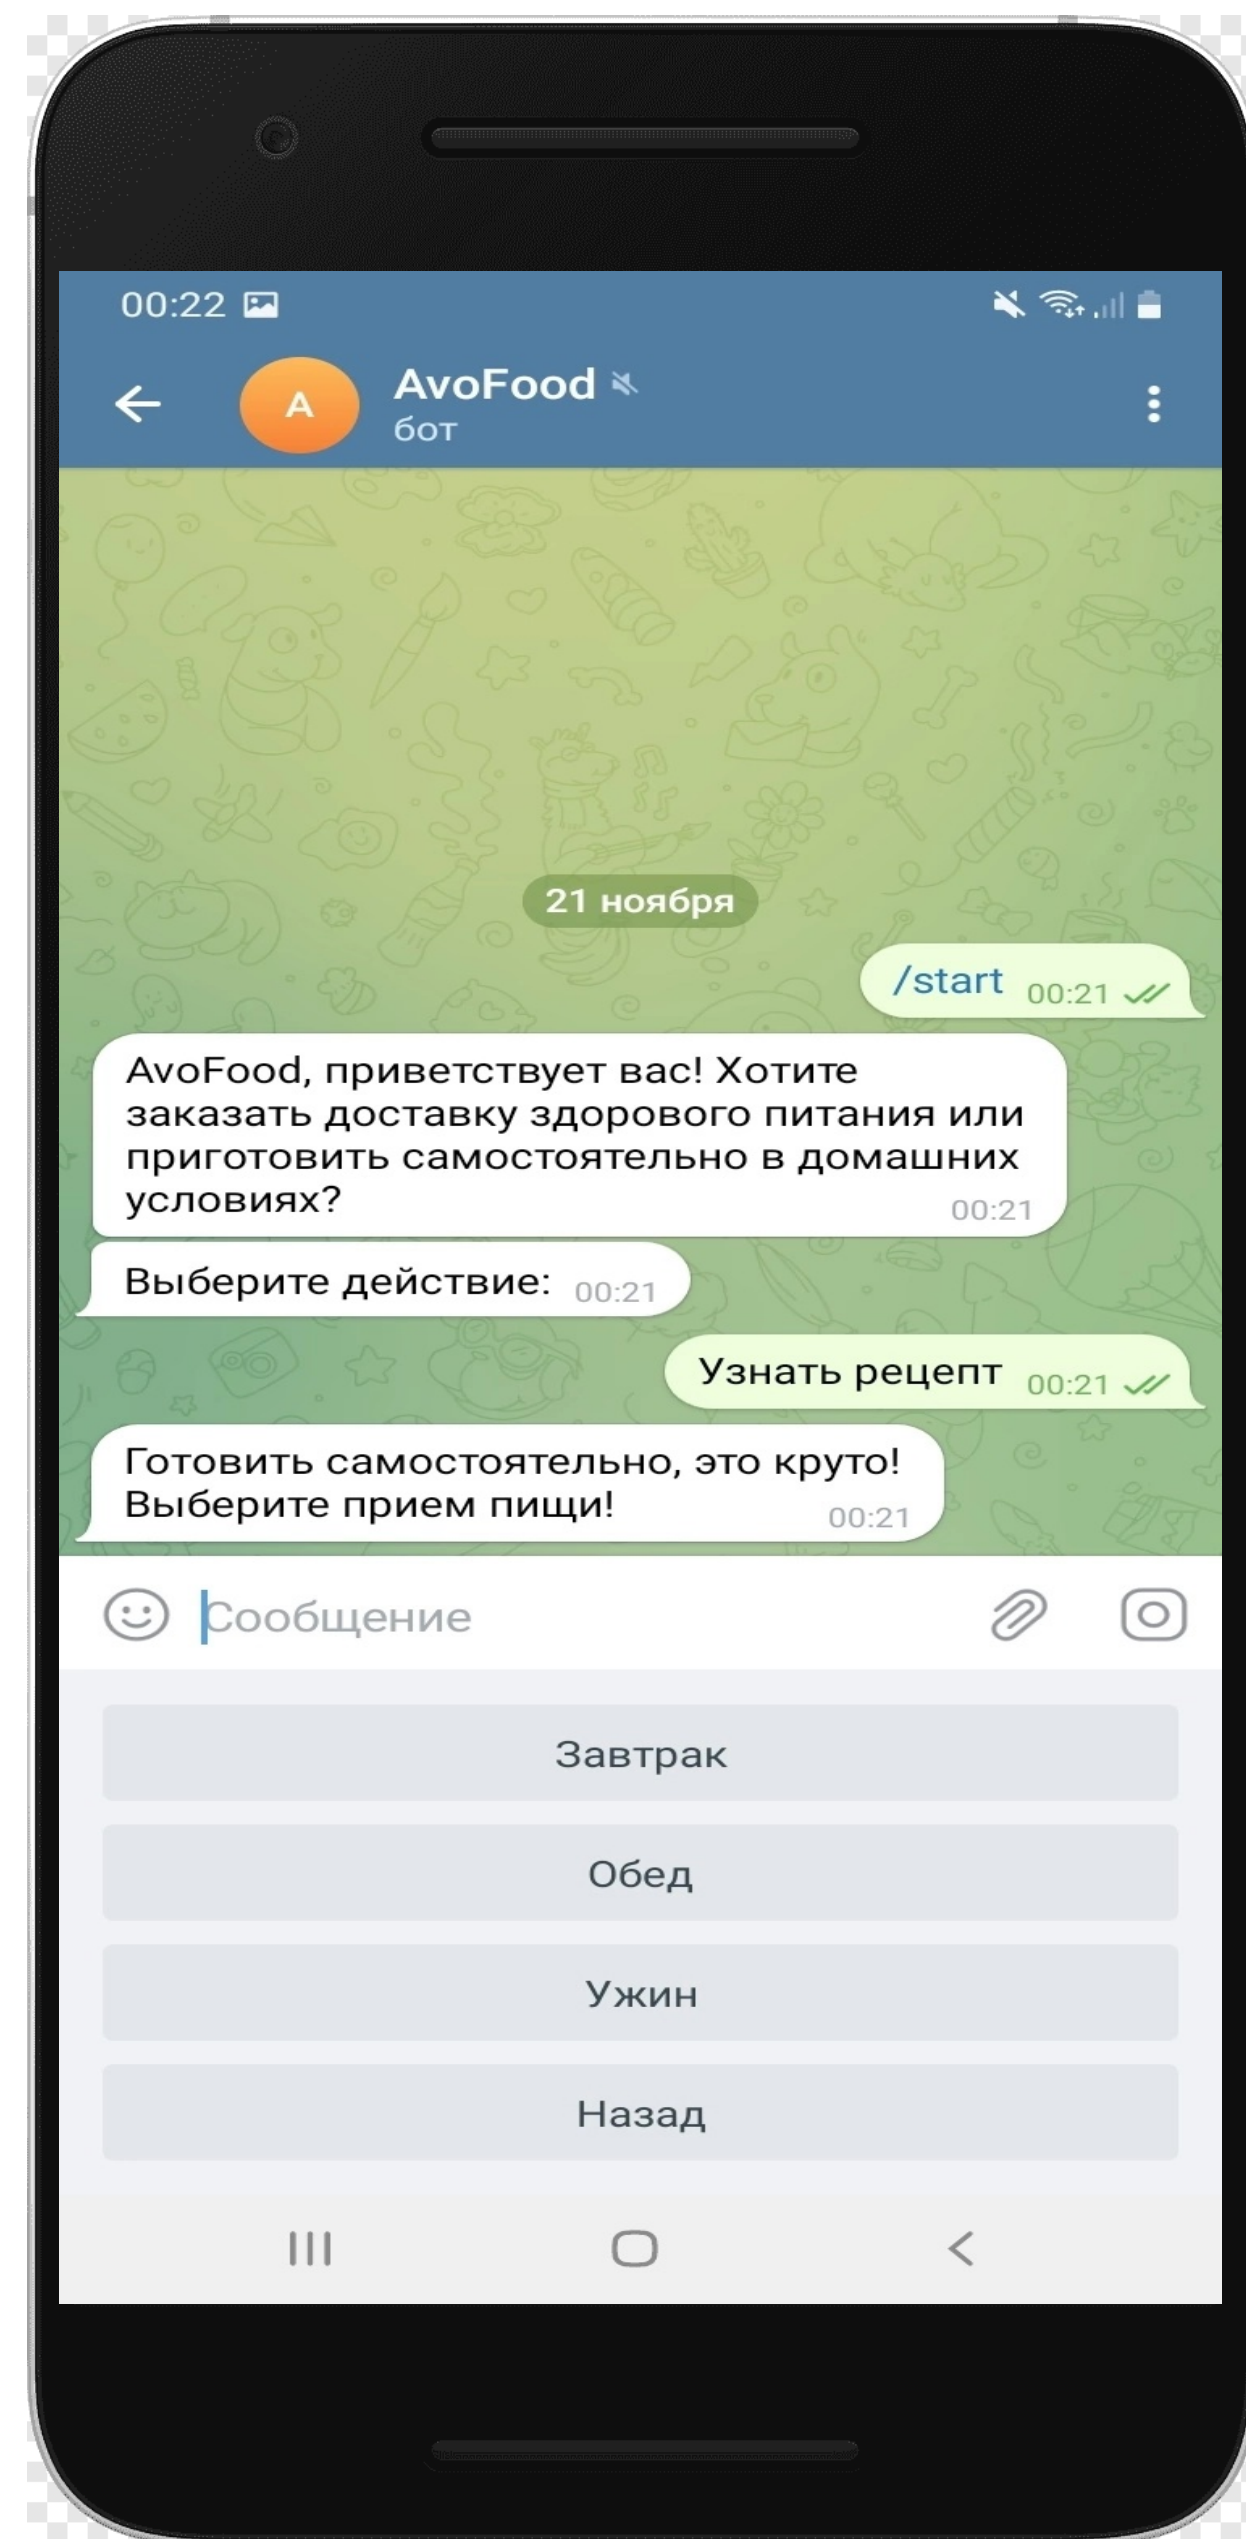 00:22
A
AvoFood
бот
21 ноября
/start 00:21
AvoFood, приветствует вас! Хотите
заказать доставку здорового питания или
приготовить самостоятельно в домашних
условиях? 00:21
Выберите действие: 00:21
Узнать рецепт 00:21
Готовить самостоятельно, это круто!
Выберите прием пищи! 00:21
Сообщение
Завтрак
Обед
Ужин
Назад